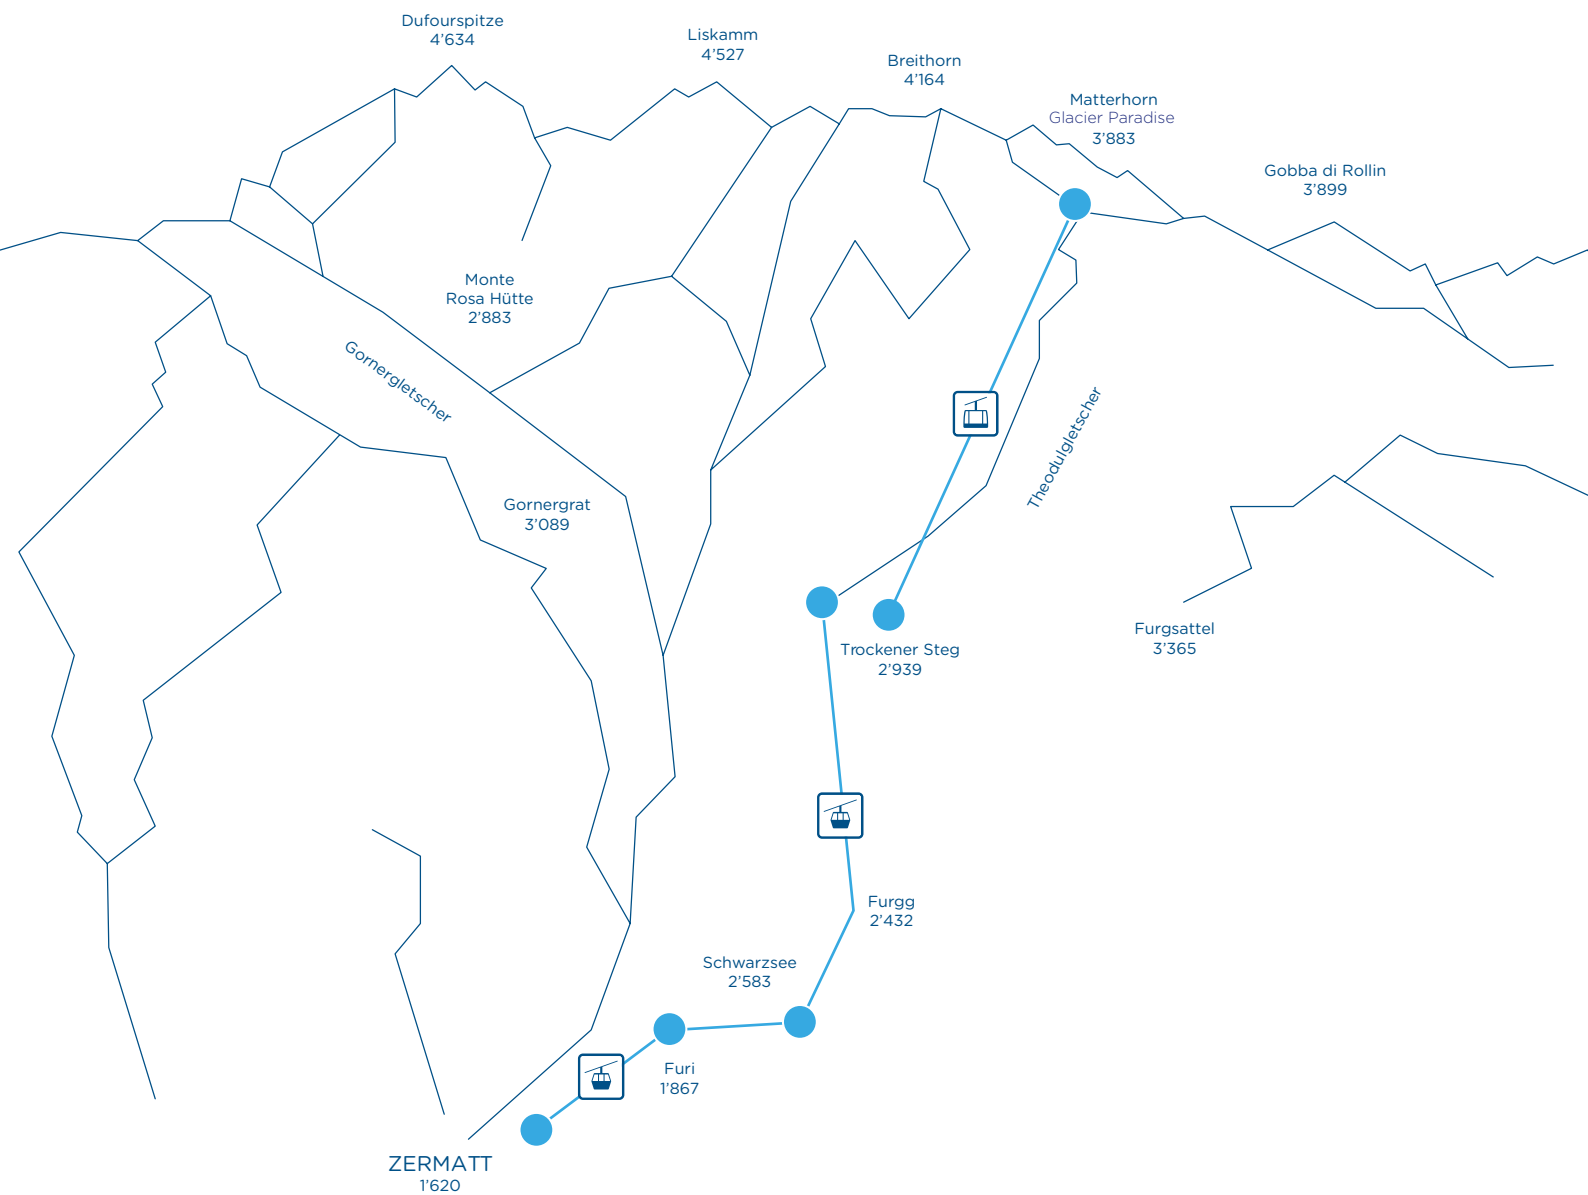 Dufourspitze
4’634
Liskamm
4’527
Breithorn
4’164
Matterhorn
Glacier Paradise
3’883
Gobba di Rollin
3’899
Monte
Rosa Hütte
2’883
Gornergletscher
Theodulgletscher
Gornergrat
3’089
Trockener Steg
2’939
Furgsattel
3’365
Furgg
2’432
Schwarzsee
2’583
Furi
1’867
ZERMATT
1’620